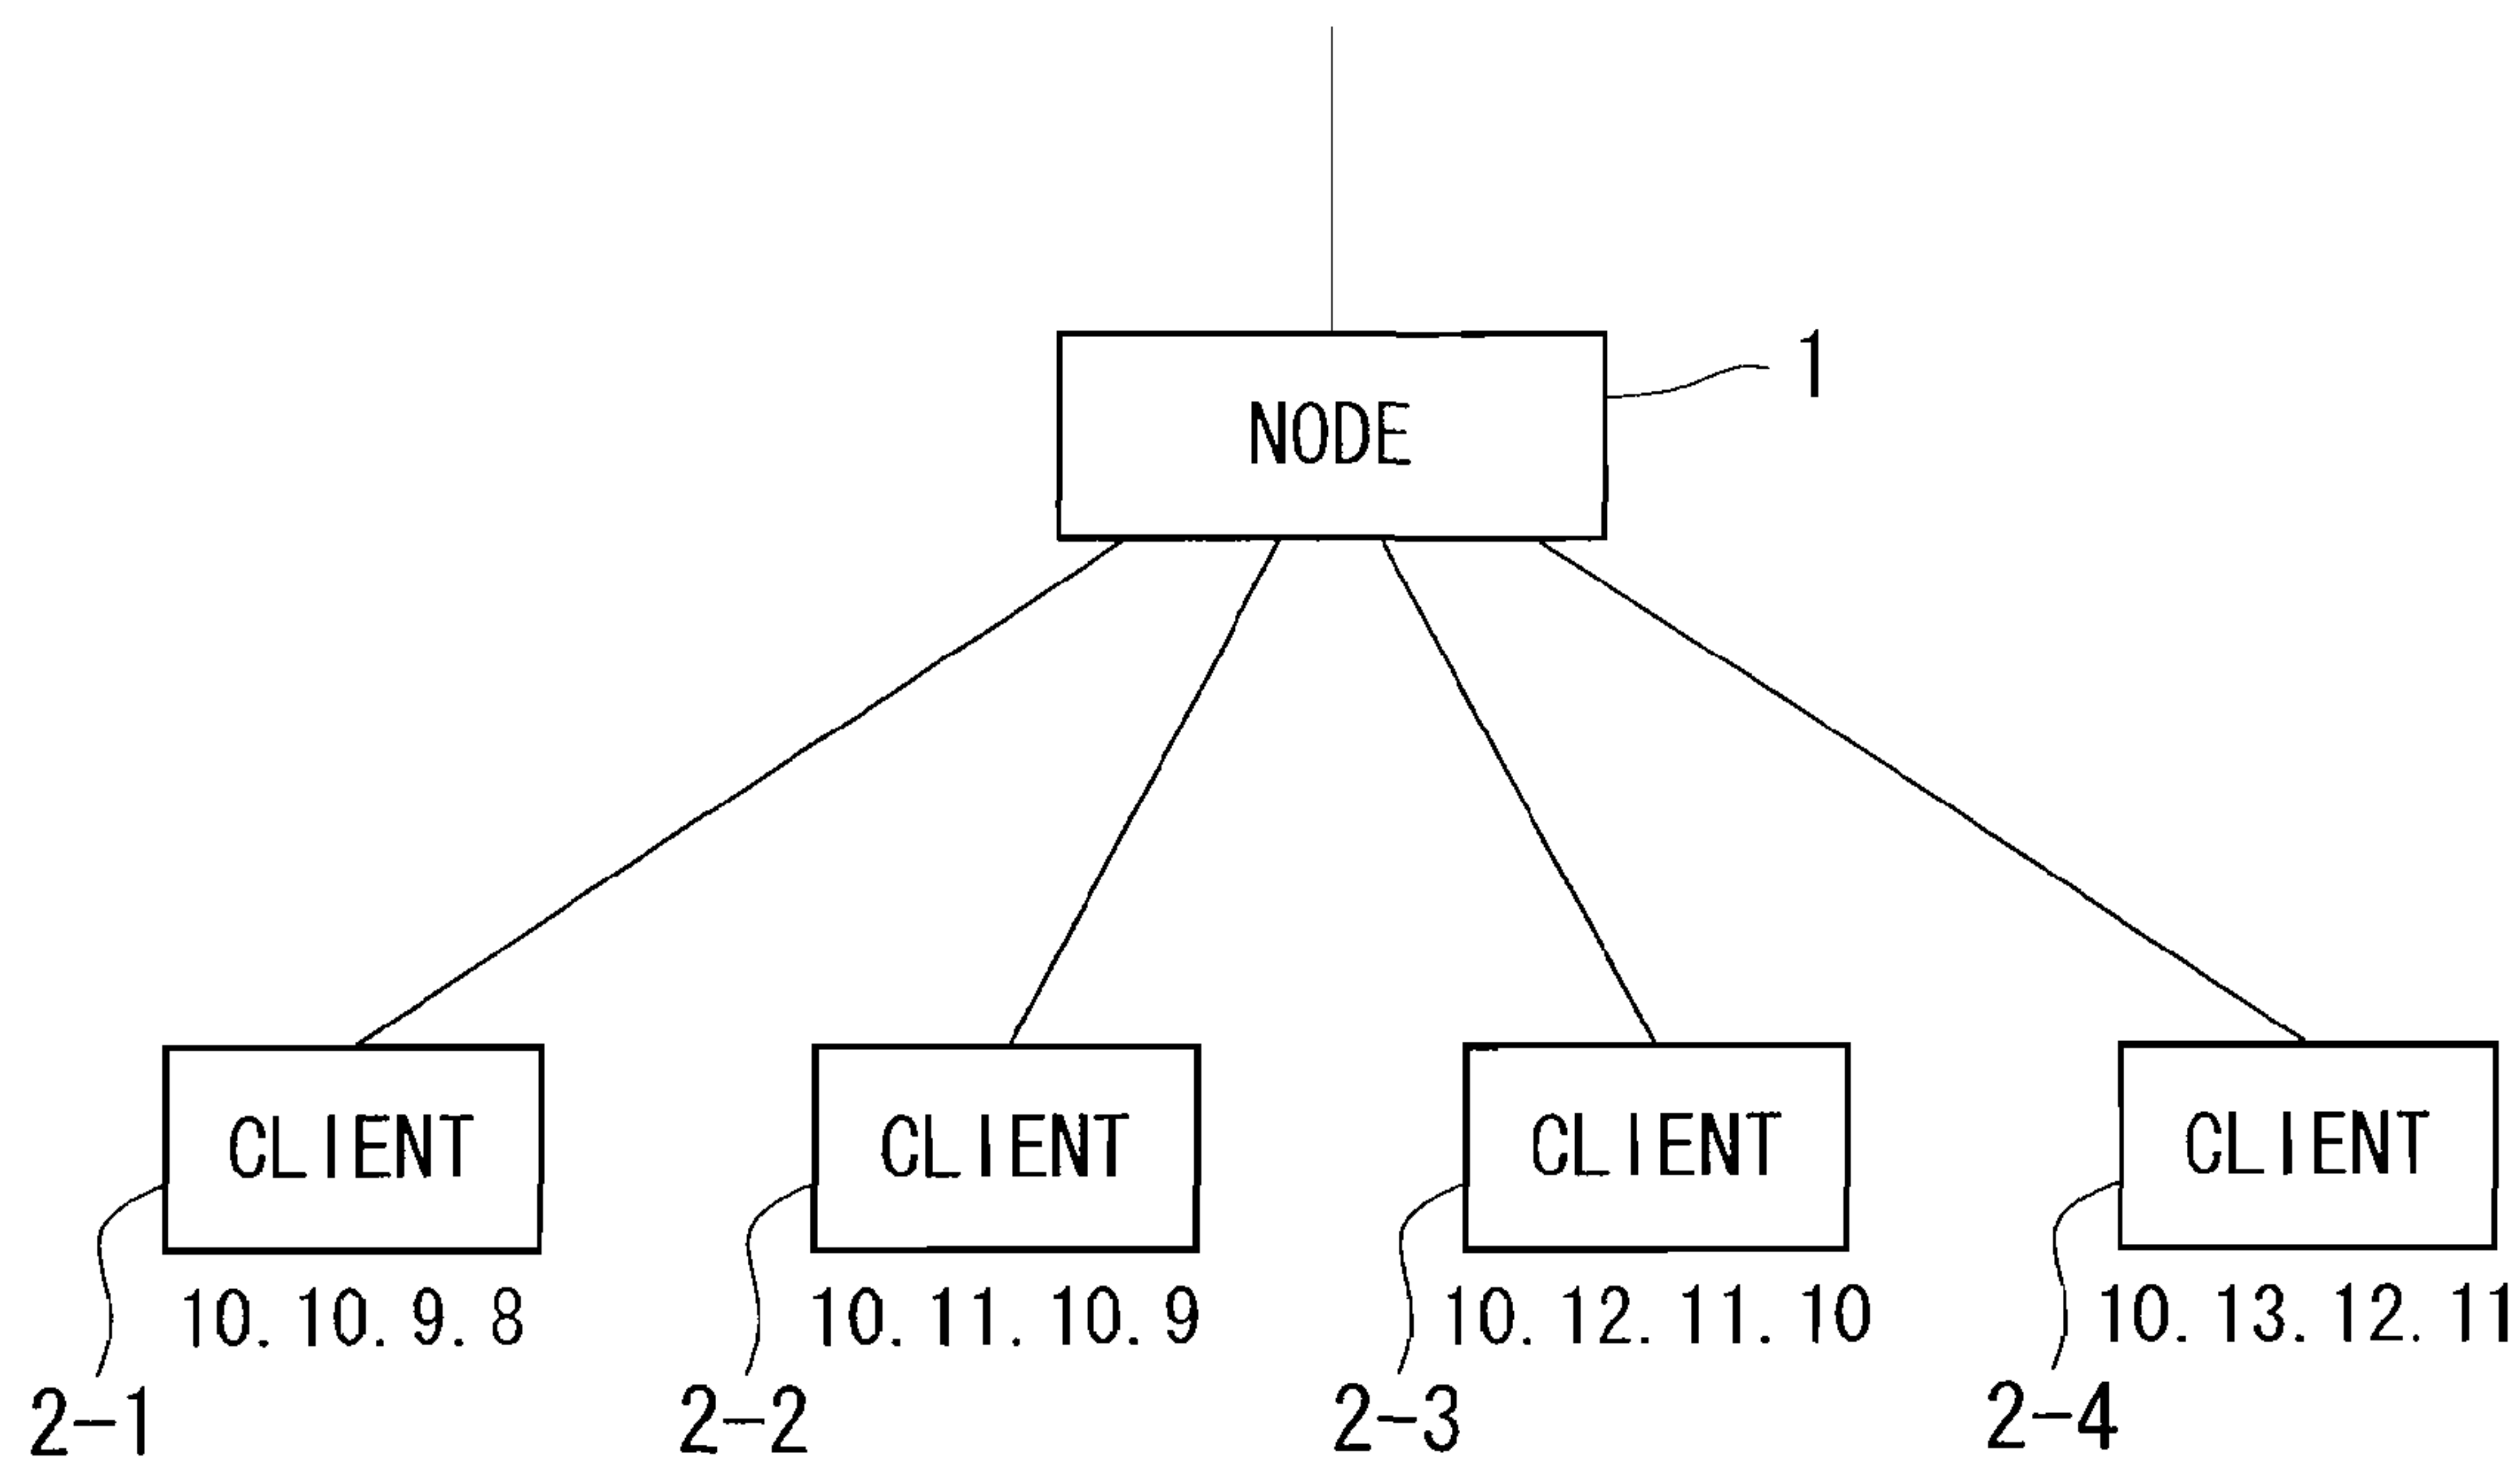 1
NODE
CLIENT CLIENT CLIENT CLIENT
10.10.9.8 10.11.10.9 10.12.11.10 10.13.12.11
2-1 2-2 2-3 2-4